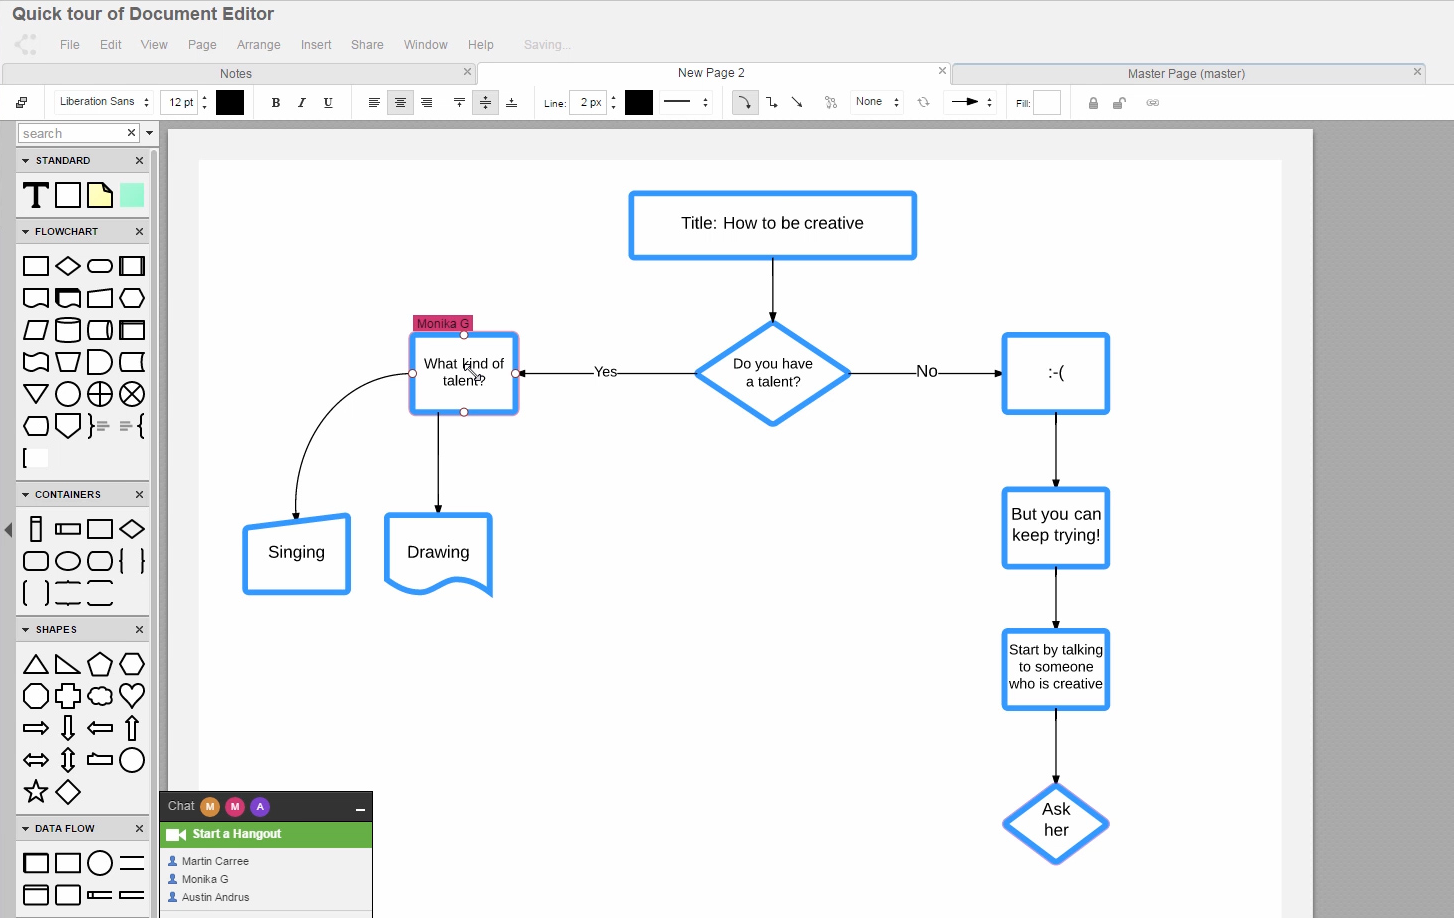 Quick tour of Document Editor
File Edit View Page Arrange Insert Share Window Help Saving...
Notes New Page 2 Master Page (master)
Liberation Sans 12 pt B I U Line: 2 px None Fill:
search
STANDARD
T
FLOWCHART
CONTAINERS
SHAPES
DATA FLOW
Title: How to be creative
Monika G
What kind of
talent?
Yes
Do you have
a talent?
No
:-(
Singing
Drawing
But you can
keep trying!
Start by talking
to someone
who is creative
Ask
her
Chat M M A
Start a Hangout
Martin Carree
Monika G
Austin Andrus